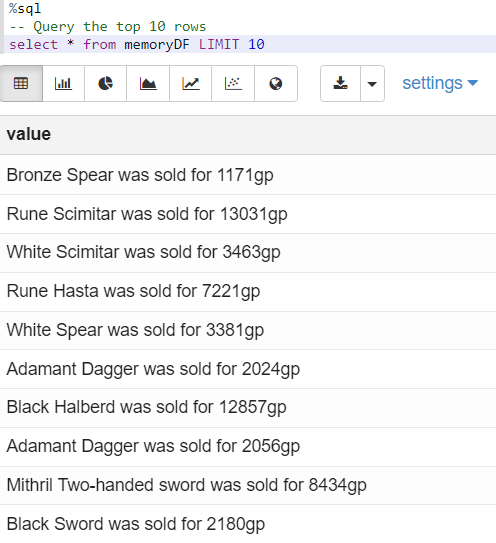 %sql
-- Query the top 10 rows
select * from memoryDF LIMIT 10
settings
value
Bronze Spear was sold for 1171gp
Rune Scimitar was sold for 13031gp
White Scimitar was sold for 3463gp
Rune Hasta was sold for 7221gp
White Spear was sold for 3381gp
Adamant Dagger was sold for 2024gp
Black Halberd was sold for 12857gp
Adamant Dagger was sold for 2056gp
Mithril Two-handed sword was sold for 8434gp
Black Sword was sold for 2180gp